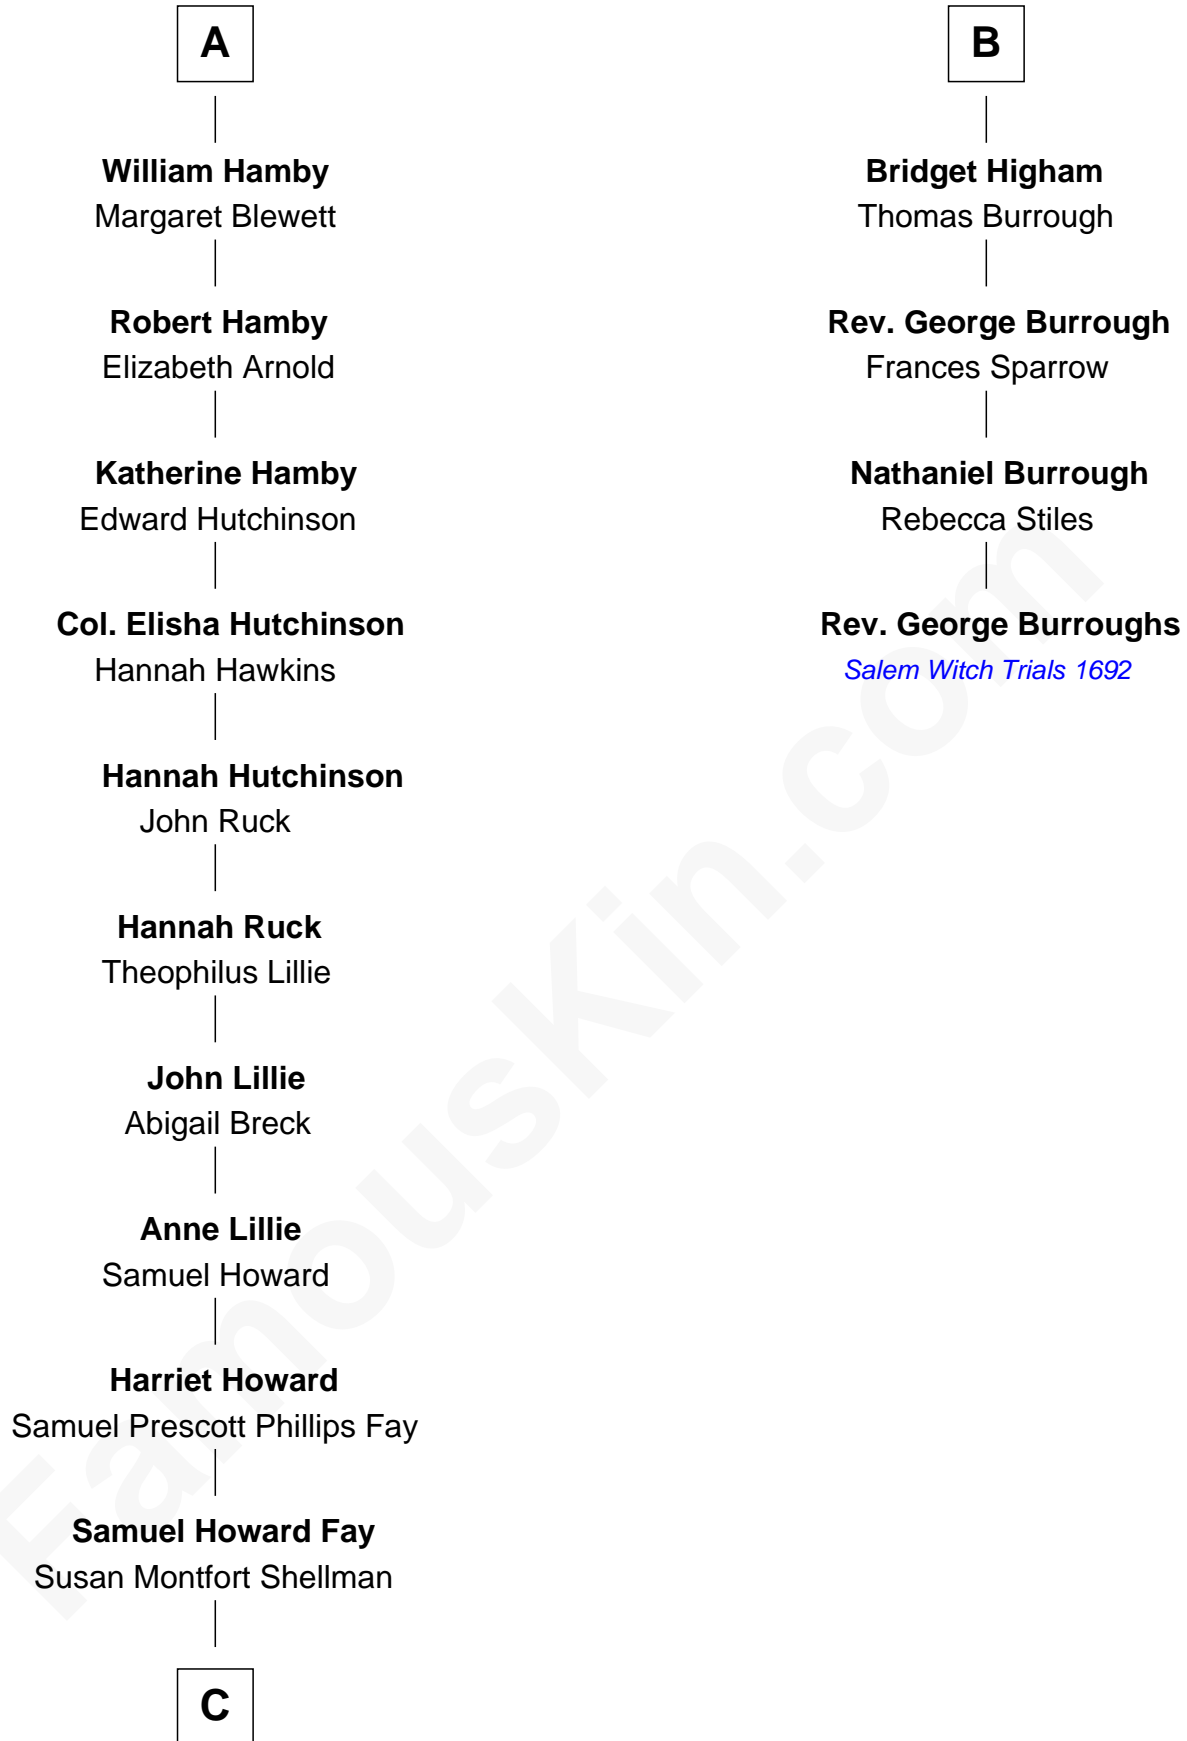 A
William Hamby
Margaret Blewett
Robert Hamby
Elizabeth Arnold
Katherine Hamby
Edward Hutchinson
Col. Elisha Hutchinson
Hannah Hawkins
Hannah Hutchinson
John Ruck
Hannah Ruck
Theophilus Lillie
John Lillie
Abigail Breck
Anne Lillie
Samuel Howard
Harriet Howard
Samuel Prescott Phillips Fay
Samuel Howard Fay
Susan Montfort Shellman
C
B
Bridget Higham
Thomas Burrough
Rev. George Burrough
Frances Sparrow
Nathaniel Burrough
Rebecca Stiles
Rev. George Burroughs
Salem Witch Trials 1692
FamousKin.com